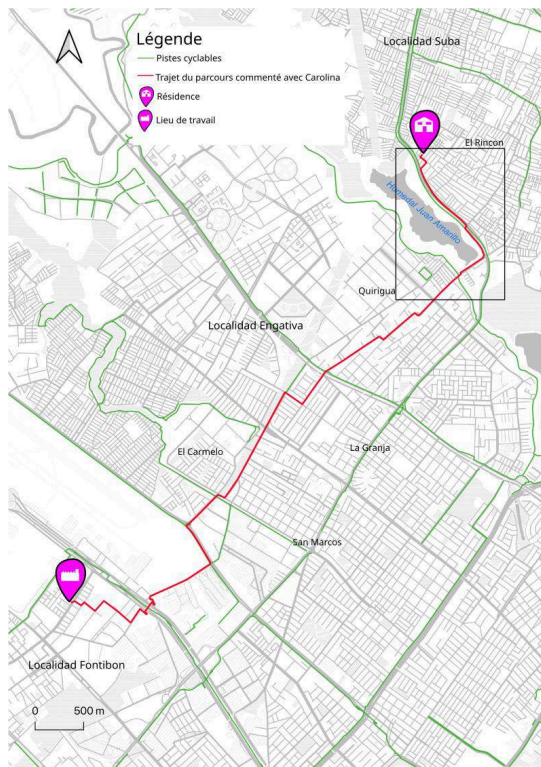 Légende
Pistes cyclables
Trajet du parcours commenté avec Carolina
Résidence
Lieu de travail
Localidad Suba
El Rincon
Humedal Juan Amarillo
Quirigua
Localidad Engativa
El Carmelo
La Granja
San Marcos
Localidad Fontibon
0 500 m